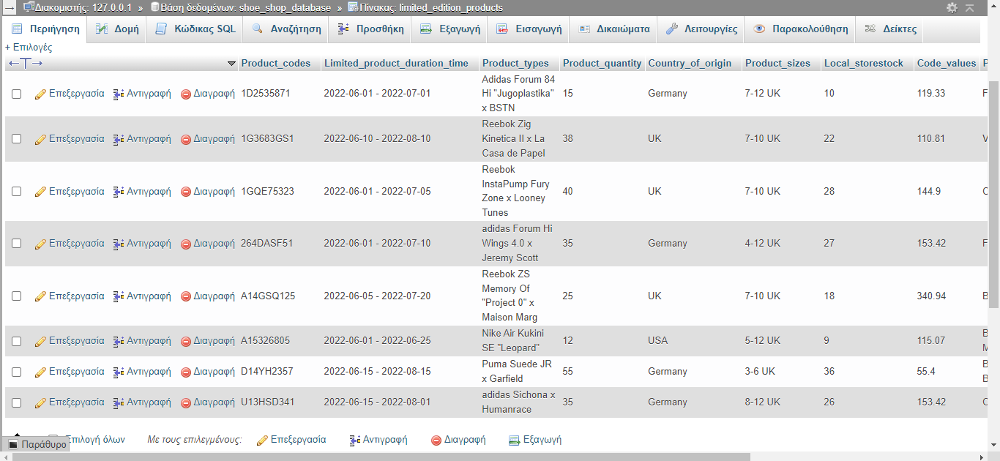 Διακομιστής: 127.0.0.1 » Βάση δεδομένων: shoe_shop_database » Πίνακας: limited_edition_products
Περιήγηση Δομή Κώδικας SQL Αναζήτηση Προσθήκη Εξαγωγή Εισαγωγή Δικαιώματα Λειτουργίες Παρακολούθηση Δείκτες
+ Επιλογές
←T→ Product_codes Limited_product_duration_time Product_types Product_quantity Country_of_origin Product_sizes Local_storestock Code_values P
Adidas Forum 84
Επεξεργασία Αντιγραφή Διαγραφή 1D2535871 2022-06-01 - 2022-07-01 Hi "Jugoplastika" 15 Germany 7-12 UK 10 119.33 F
x BSTN
Reebok Zig
Επεξεργασία Αντιγραφή Διαγραφή 1G3683GS1 2022-06-10 - 2022-08-10 Kinetica II x La 38 UK 7-10 UK 22 110.81 V
Casa de Papel
Reebok
InstaPump Fury
Επεξεργασία Αντιγραφή Διαγραφή 1GQE75323 2022-06-01 - 2022-07-05 Zone x Looney 40 UK 7-10 UK 28 144.9
Tunes
adidas Forum Hi
Επεξεργασία Αντιγραφή Διαγραφή 264DASF51 2022-06-01 - 2022-07-10 Wings 4.0 x 35 Germany 4-12 UK 27 153.42 F
Jeremy Scott
Reebok ZS
Memory Of
Επεξεργασία Αντιγραφή Διαγραφή A14GSQ125 2022-06-05 - 2022-07-20 "Project 0" x 25 UK 7-10 UK 18 340.94 B
Maison Marg
Nike Air Kukini B
Επεξεργασία Αντιγραφή Διαγραφή A15326805 2022-06-01 - 2022-06-25 SE "Leopard" 12 USA 5-12 UK 9 115.07 M
Puma Suede JR B
Επεξεργασία Αντιγραφή Διαγραφή D14YH2357 2022-06-15 - 2022-08-15 x Garfield 55 Germany 3-6 UK 36 55.4 B
adidas Sichona x
Επεξεργασία Αντιγραφή Διαγραφή U13HSD341 2022-06-15 - 2022-08-01 Humanrace 35 Germany 8-12 UK 26 153.42
Επιλογή όλων Με τους επιλεγμένους: Επεξεργασία Αντιγραφή Διαγραφή Εξαγωγή
Παράθυρο